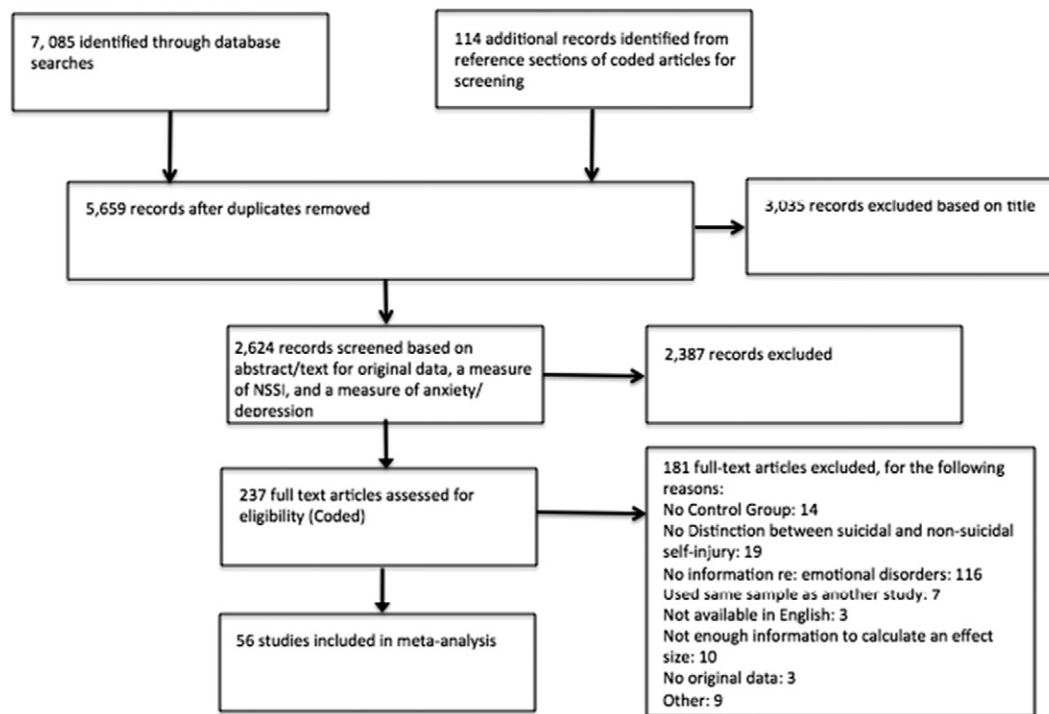 7, 085 identified through database
searches
114 additional records identified from
reference sections of coded articles for
screening
5,659 records after duplicates removed
3,035 records excluded based on title
2,624 records screened based on
abstract/text for original data, a measure
of NSSI, and a measure of anxiety/
depression
2,387 records excluded
237 full text articles assessed for
eligibility (Coded)
181 full-text articles excluded, for the following
reasons:
No Control Group: 14
No Distinction between suicidal and non-suicidal
self-injury: 19
No information re: emotional disorders: 116
Used same sample as another study: 7
Not available in English: 3
Not enough information to calculate an effect
size: 10
No original data: 3
Other: 9
56 studies included in meta-analysis